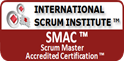 INTERNATIONAL
SCRUM INSTITUTE™
SMAC™
Scrum Master
Accredited Certification™